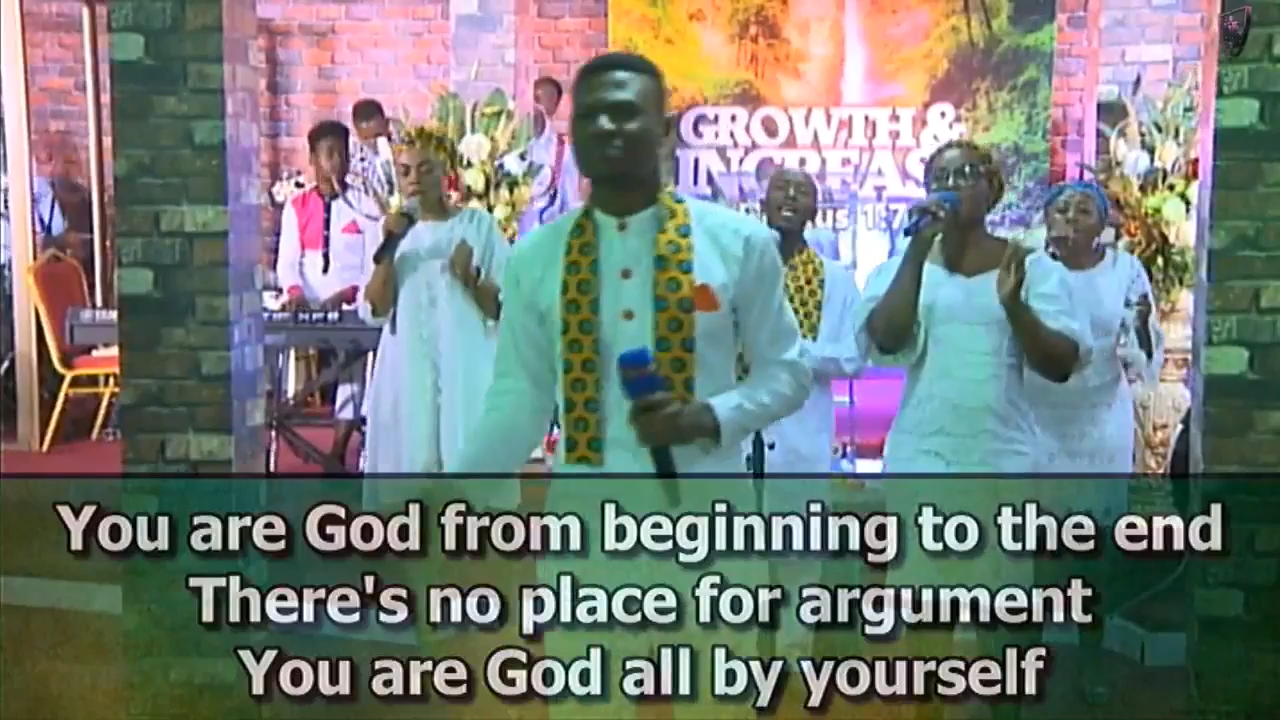 GROWTH &
You are God from beginning to the end
There's no place for argument
You are God all by yourself